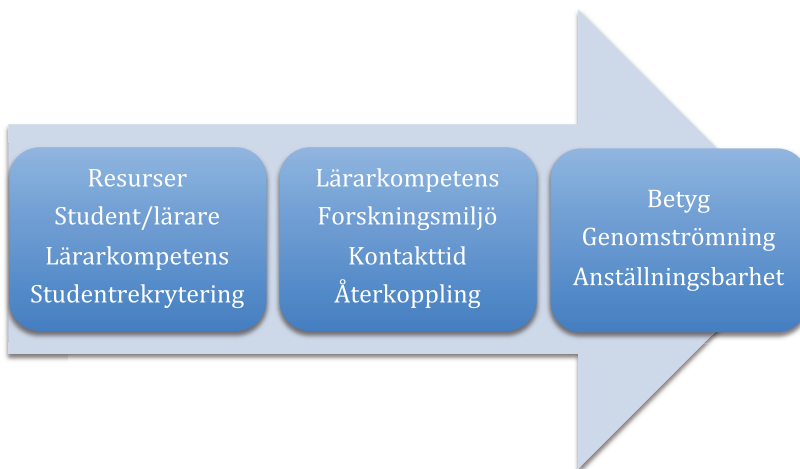 Resurser
Student/lärare
Lärarkompetens
Studentrekrytering
Lärarkompetens
Forskningsmiljö
Kontakttid
Återkoppling
Betyg
Genomströmning
Anställningsbarhet